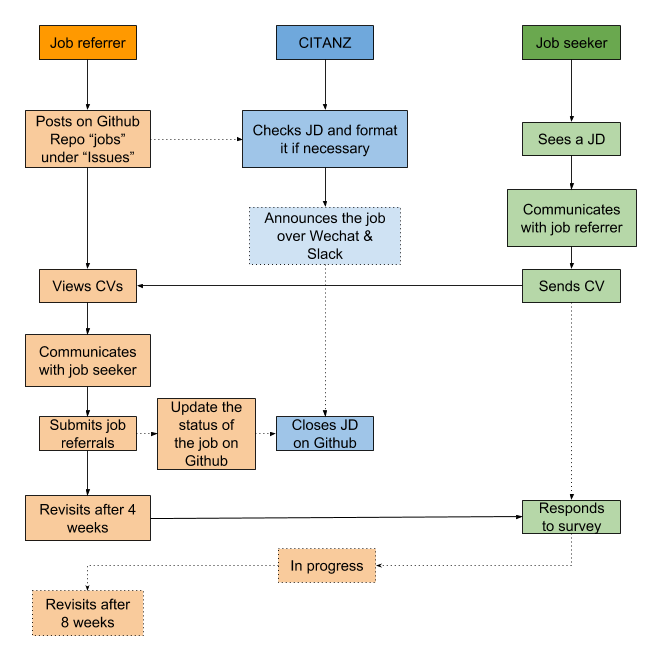 Job referrer
CITANZ
Job seeker
Posts on Github
Repo “jobs”
under “Issues”
Checks JD and format
it if necessary
Sees a JD
Announces the job
over Wechat &
Slack
Communicates
with job referrer
Views CVs
Sends CV
Communicates
with job seeker
Submits job
referrals
Update the
status of
the job on
Github
Closes JD
on Github
Revisits after 4
weeks
Responds
to survey
In progress
Revisits after
8 weeks